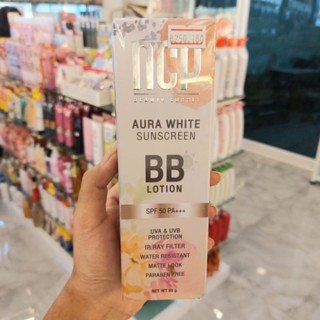 ncp
AURA WHITE
SUNSCREEN
BB
LOTION
SPF 50 PA+++
UVA & UVB
PROTECTION
IR RAY FILTER
WATER RESISTANT
MATTE LOOK
PARABEN FREE